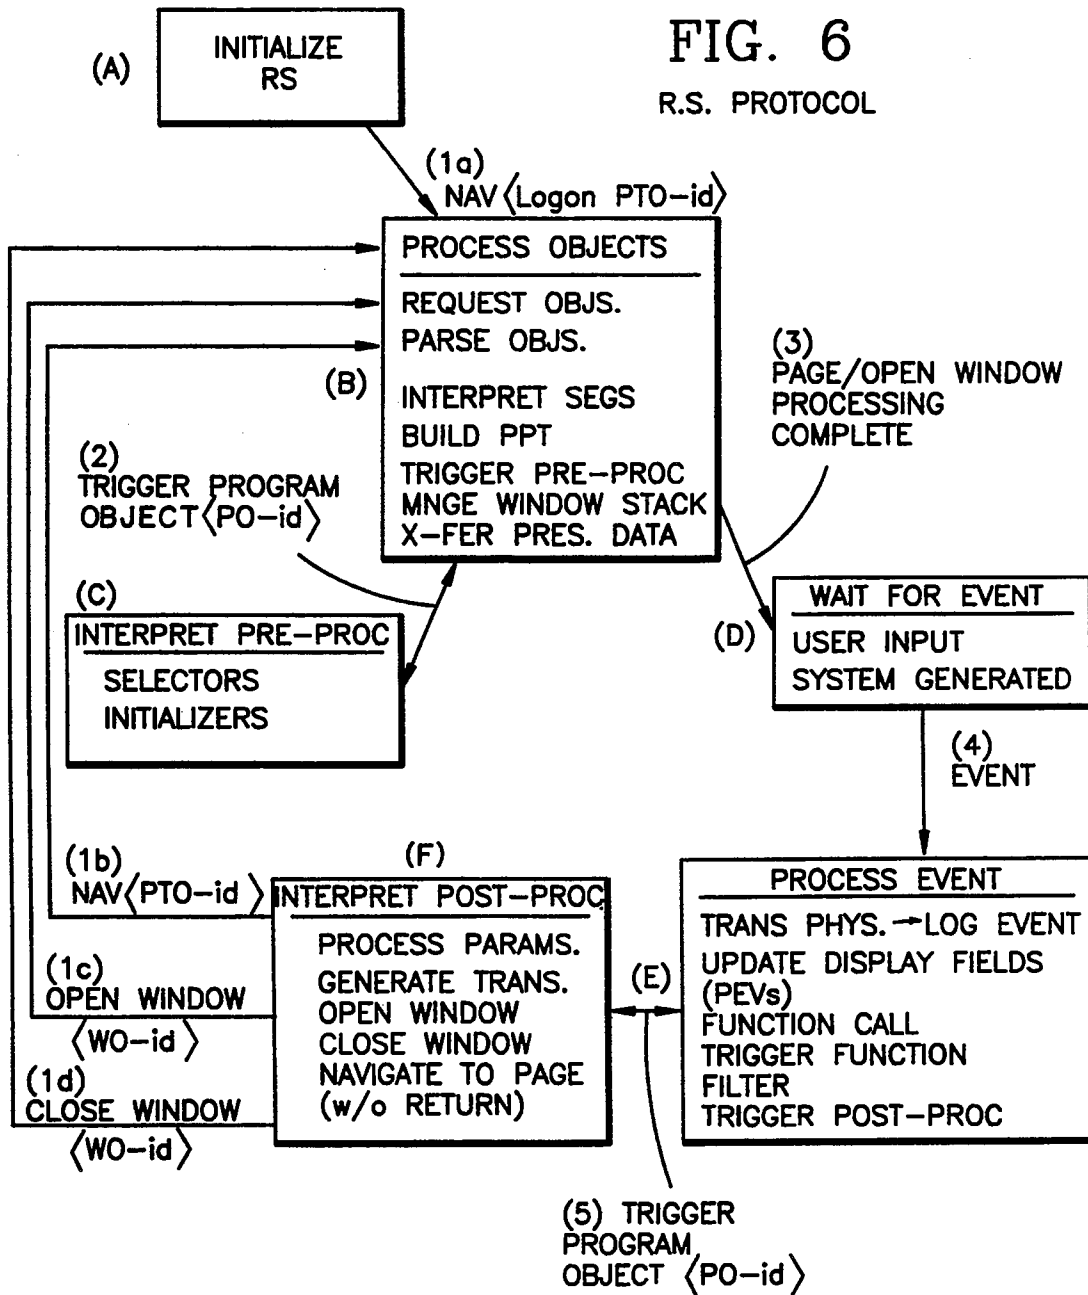 FIG. 6
R.S. PROTOCOL
(A)
INITIALIZE
RS
(1a)
NAV〈Logon PTO-id〉
PROCESS OBJECTS
REQUEST OBJS.
PARSE OBJS.
(B)
INTERPRET SEGS
BUILD PPT
TRIGGER PRE-PROC
MNGE WINDOW STACK
X-FER PRES. DATA
(2)
TRIGGER PROGRAM
OBJECT〈PO-id〉
(3)
PAGE/OPEN WINDOW
PROCESSING
COMPLETE
(C)
INTERPRET PRE-PROC
SELECTORS
INITIALIZERS
(D)
WAIT FOR EVENT
USER INPUT
SYSTEM GENERATED
(4)
EVENT
(1b)
NAV〈PTO-id〉
(1c)
OPEN WINDOW
〈WO-id〉
(1d)
CLOSE WINDOW
〈WO-id〉
(F)
INTERPRET POST-PROC
PROCESS PARAMS.
GENERATE TRANS.
OPEN WINDOW
CLOSE WINDOW
NAVIGATE TO PAGE
(w/o RETURN)
(E)
PROCESS EVENT
TRANS PHYS.→LOG EVENT
UPDATE DISPLAY FIELDS
(PEVs)
FUNCTION CALL
TRIGGER FUNCTION
FILTER
TRIGGER POST-PROC
(5) TRIGGER
PROGRAM
OBJECT 〈PO-id〉